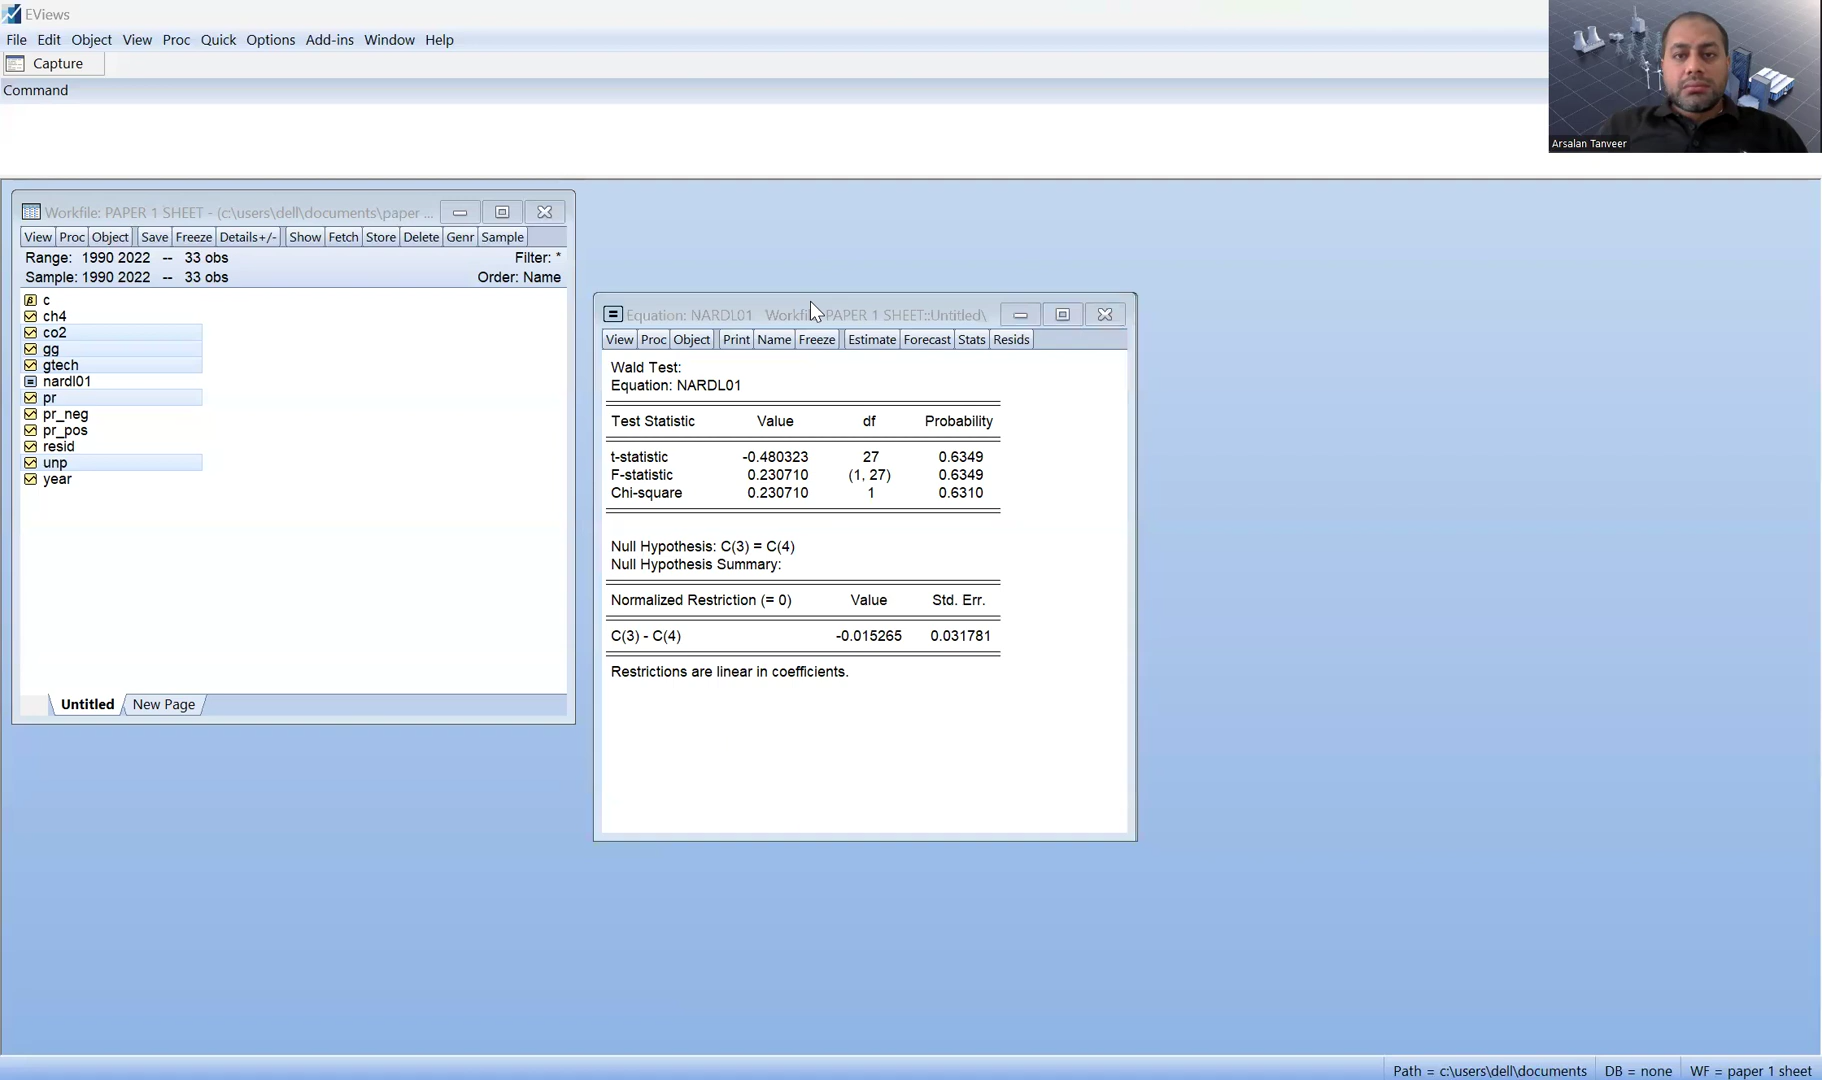 EViews
File Edit Object View Proc Quick Options Add-ins Window Help
Capture
Command
Arsalan Tanveer
Workfile: PAPER 1 SHEET - (c:\users\dell\documents\paper ...
View Proc Object Save Freeze Details+/- Show Fetch Store Delete Genr Sample
Range: 1990 2022 -- 33 obs Filter: *
Sample: 1990 2022 -- 33 obs Order: Name
c
ch4
co2
gg
gtech
nardl01
pr
pr_neg
pr_pos
resid
unp
year
Untitled New Page
Equation: NARDL01 Workfi PAPER 1 SHEET::Untitled\
View Proc Object Print Name Freeze Estimate Forecast Stats Resids
Wald Test:
Equation: NARDL01
Test Statistic Value df Probability
t-statistic -0.480323 27 0.6349
F-statistic 0.230710 (1, 27) 0.6349
Chi-square 0.230710 1 0.6310
Null Hypothesis: C(3) = C(4)
Null Hypothesis Summary:
Normalized Restriction (= 0) Value Std. Err.
C(3) - C(4) -0.015265 0.031781
Restrictions are linear in coefficients.
Path = c:\users\dell\documents DB = none WF = paper 1 sheet